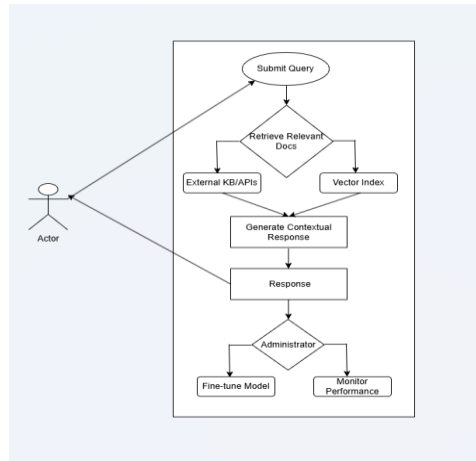 Submit Query
Retrieve Relevant
Docs
External KB/APIs
Vector Index
Generate Contextual
Response
Actor
Response
Administrator
Fine-tune Model
Monitor
Performance